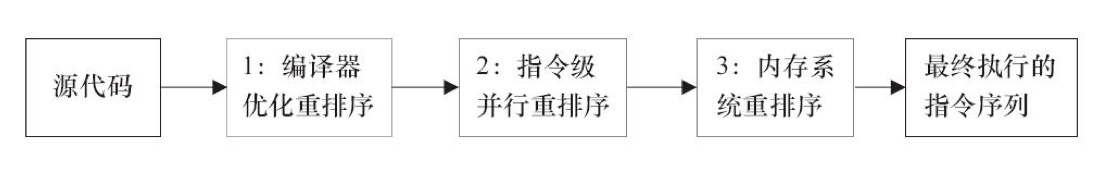 源代码
1：编译器
优化重排序
2：指令级
并行重排序
3：内存系
统重排序
最终执行的
指令序列